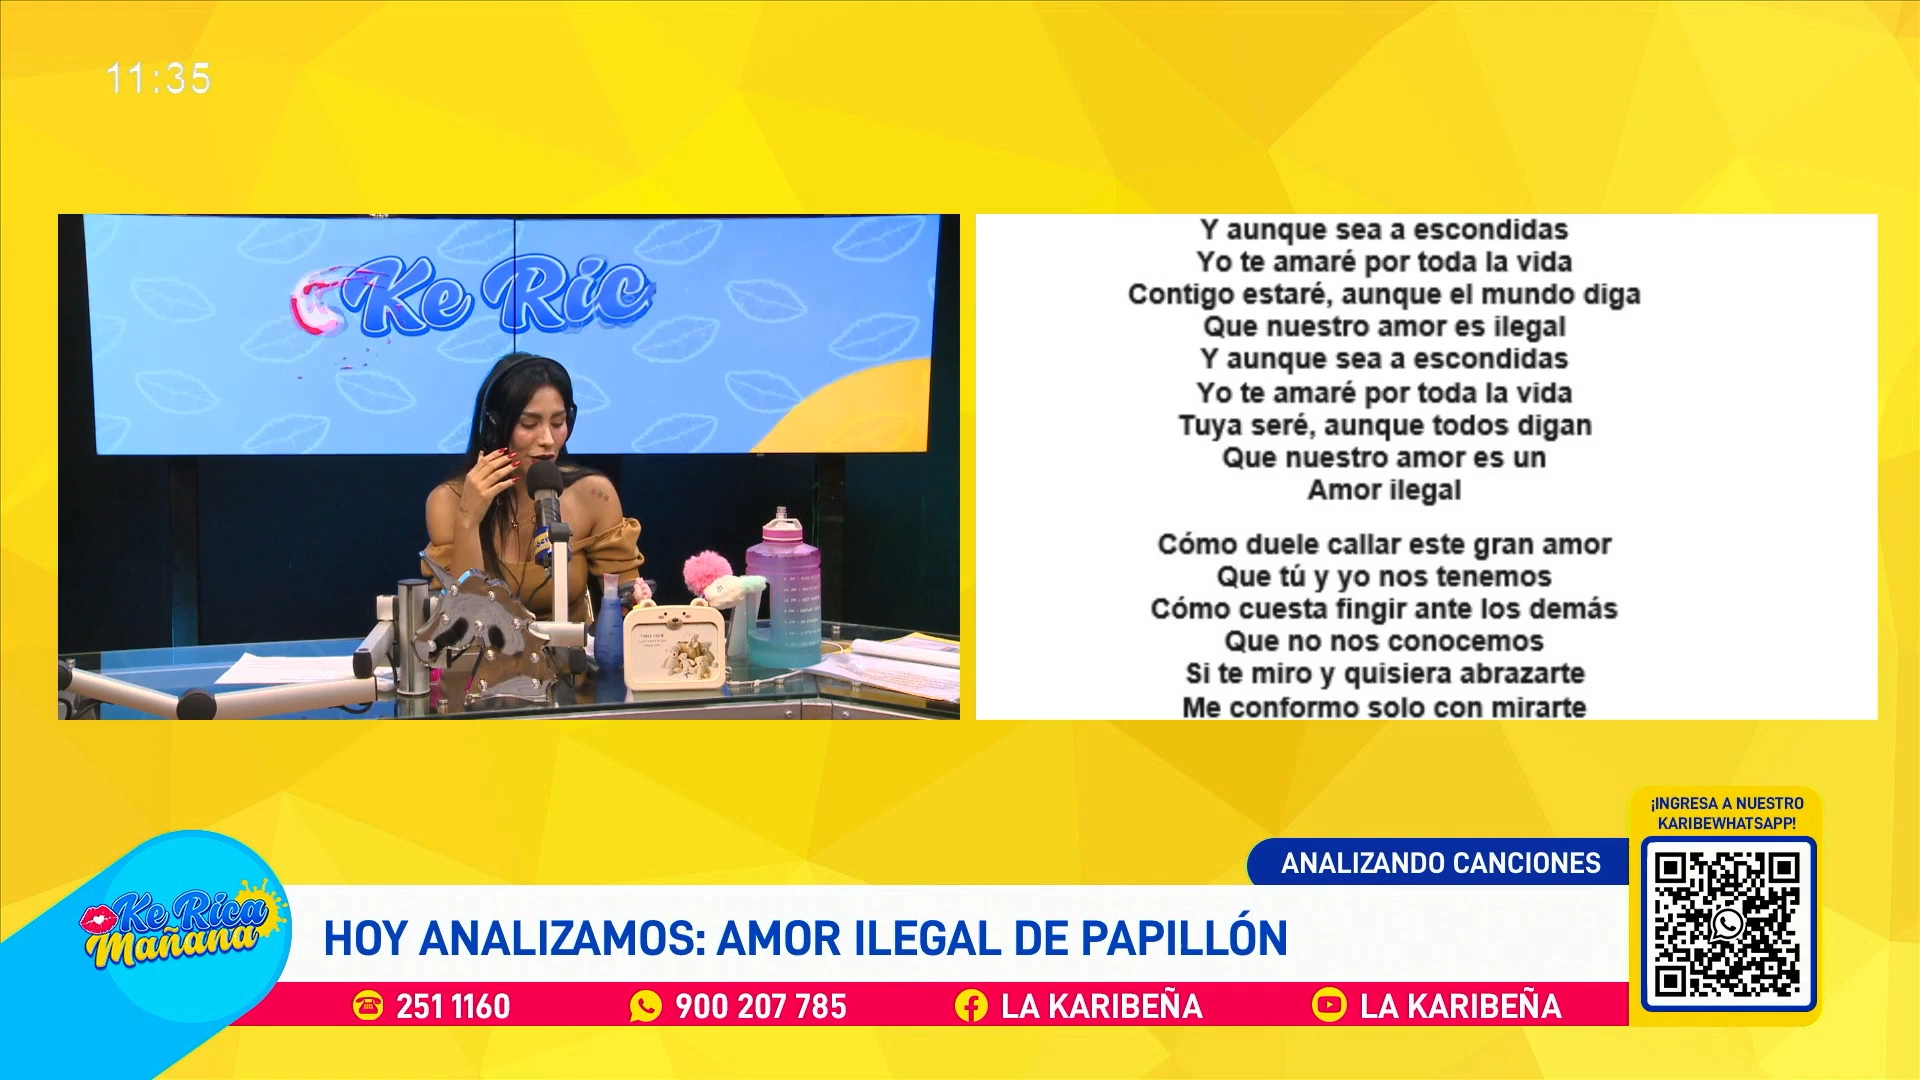 11:35
Ke Ric
Y aunque sea a escondidas
Yo te amaré por toda la vida
Contigo estaré, aunque el mundo diga
Que nuestro amor es ilegal
Y aunque sea a escondidas
Yo te amaré por toda la vida
Tuya seré, aunque todos digan
Que nuestro amor es un
Amor ilegal
Cómo duele callar este gran amor
Que tú y yo nos tenemos
Cómo cuesta fingir ante los demás
Que no nos conocemos
Si te miro y quisiera abrazarte
Me conformo solo con mirarte
¡INGRESA A NUESTRO
KARIBEWHATSAPP!
ANALIZANDO CANCIONES
Ke Rica
Mañana
HOY ANALIZAMOS: AMOR ILEGAL DE PAPILLÓN
251 1160
900 207 785
LA KARIBEÑA
LA KARIBEÑA